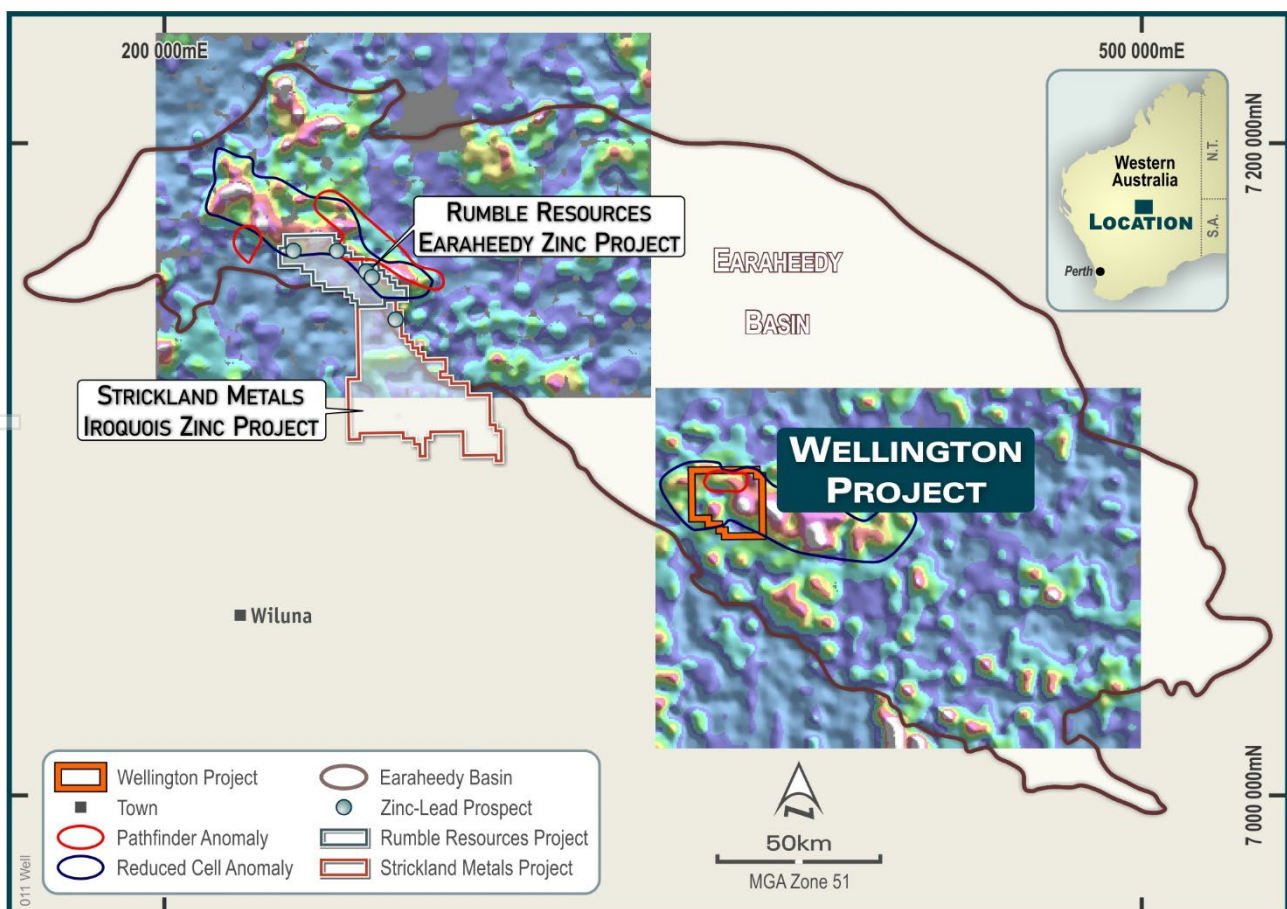 200 000mE
500 000mE
7 200 000mN
Western
Australia
LOCATION
N.T.
S.A.
Perth
RUMBLE RESOURCES
EARAHEEDY ZINC PROJECT
EARAHEEDY
BASIN
STRICKLAND METALS
IROQUOIS ZINC PROJECT
WELLINGTON
PROJECT
Wiluna
Wellington Project
Town
Pathfinder Anomaly
Reduced Cell Anomaly
Earaheedy Basin
Zinc-Lead Prospect
Rumble Resources Project
Strickland Metals Project
N
50km
MGA Zone 51
7 000 000mN
011 Well